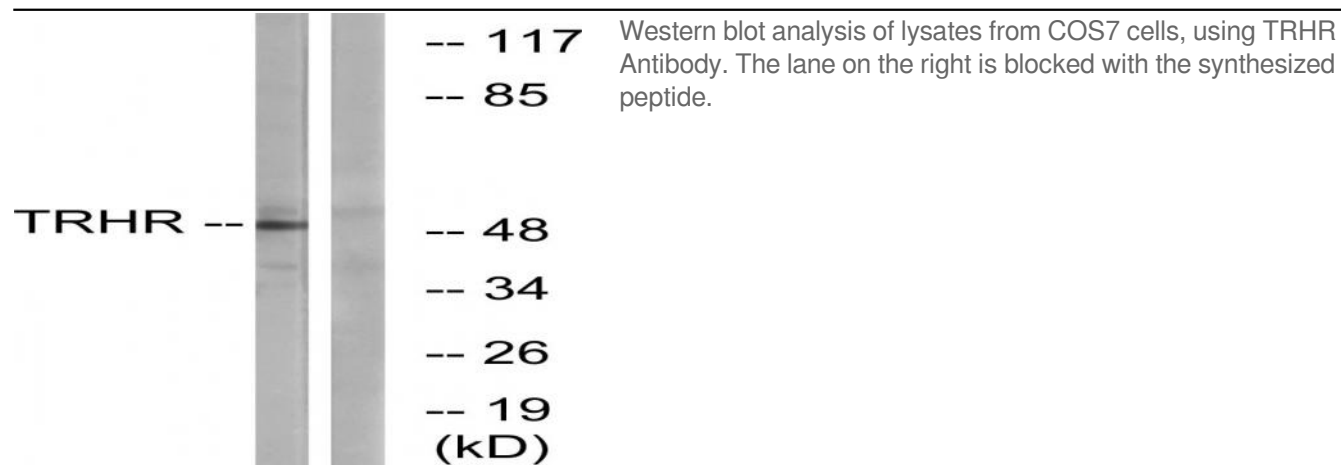 -- 117
-- 85
TRHR --
-- 48
-- 34
-- 26
-- 19
(kD)
Western blot analysis of lysates from COS7 cells, using TRHR
Antibody. The lane on the right is blocked with the synthesized
peptide.